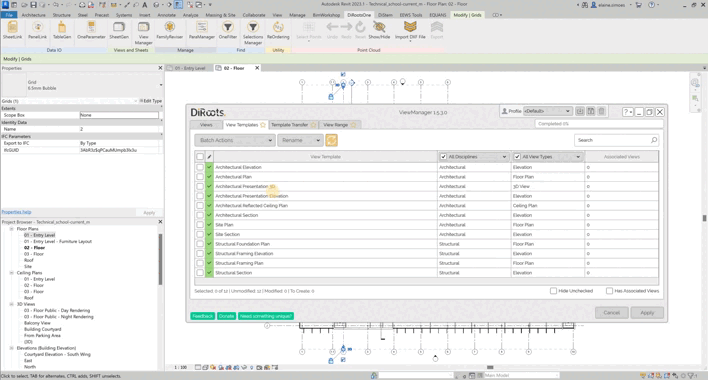 Autodesk Revit 2023.1 - Technical_school-current_m - Floor Plan: 02 - Floor
File Architecture Structure Steel Precast Systems Insert Annotate Analyze Massing & Site Collaborate View Manage BimWorkshop DiRootsOne DiStem EEWS Tools EQUANS Modify | Grids
SheetLink PanelLink TableGen OneParameter SheetGen View Manager FamilyReviser ParaManager OneFilter Selections Manager ReOrdering Undo Reset Show/Hide Import DXF File Export
Data IO Views and Sheets Manage Find Utility Point Cloud
Modify | Grids
Properties
01 - Entry Level
02 - Floor
Grid
6.5mm Bubble
Grids (1)
Edit Type
Extents
Scope Box None
Identity Data
Name 2
IFC Parameters
Export to IFC By Type
IfcGUID
Properties help
Apply
Project Browser - Technical_school-current_m
Floor Plans
01 - Entry Level
01 - Entry Level - Furniture Layout
02 - Floor
03 - Floor
Roof
Site
Ceiling Plans
01 - Entry Level
02 - Floor
03 - Floor
Roof
3D Views
03 - Floor Public - Day Rendering
03 - Floor Public - Night Rendering
Balcony View
Building Courtyard
From Parking Area
{3D}
Elevations (Building Elevation)
Courtyard Elevation - South Wing
East
North
DiRoots
ViewManager 1.5.3.0
Profile <Default>
Views View Templates Template Transfer View Range
Completed 0%
Batch Actions Rename
Search
View Template All Disciplines All View Types Associated Views
Architectural Elevation Architectural Elevation 0
Architectural Plan Architectural Floor Plan 0
Architectural Presentation 3D Architectural 3D View 0
Architectural Presentation Elevation Architectural Elevation 0
Architectural Reflected Ceiling Plan Architectural Ceiling Plan 0
Architectural Section Architectural Elevation 0
Site Plan Architectural Floor Plan 0
Site Section Architectural Elevation 0
Structural Foundation Plan Structural Floor Plan 0
Structural Framing Elevation Structural Elevation 0
Structural Framing Plan Structural Floor Plan 0
Structural Section Structural Elevation 0
Selected: 0 of 12 | Unmodified: 12 | Modified: 0 | To Create: 0
Hide Unchecked Has Associated Views
Feedback Donate Need something unique?
Cancel Apply
1 : 100
Click to select, TAB for alternates, CTRL adds, SHIFT unselects.
Main Model